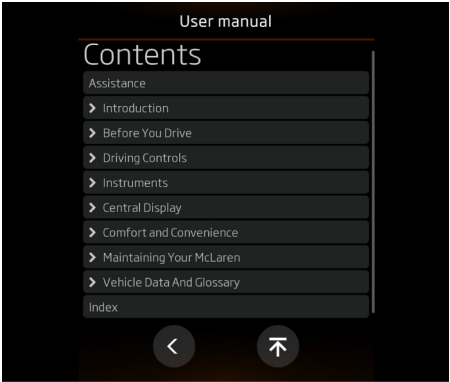 User manual
Contents
Assistance
Introduction
Before You Drive
Driving Controls
Instruments
Central Display
Comfort and Convenience
Maintaining Your McLaren
Vehicle Data And Glossary
Index